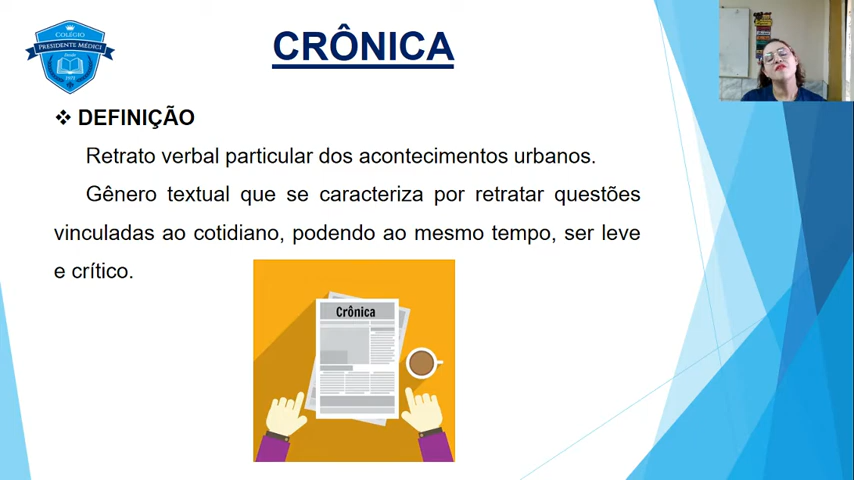 COLÉGIO
PRESIDENTE MÉDICI
CRÔNICA
DEFINIÇÃO
Retrato verbal particular dos acontecimentos urbanos.
Gênero textual que se caracteriza por retratar questões
vinculadas ao cotidiano, podendo ao mesmo tempo, ser leve
e crítico.
Crônica